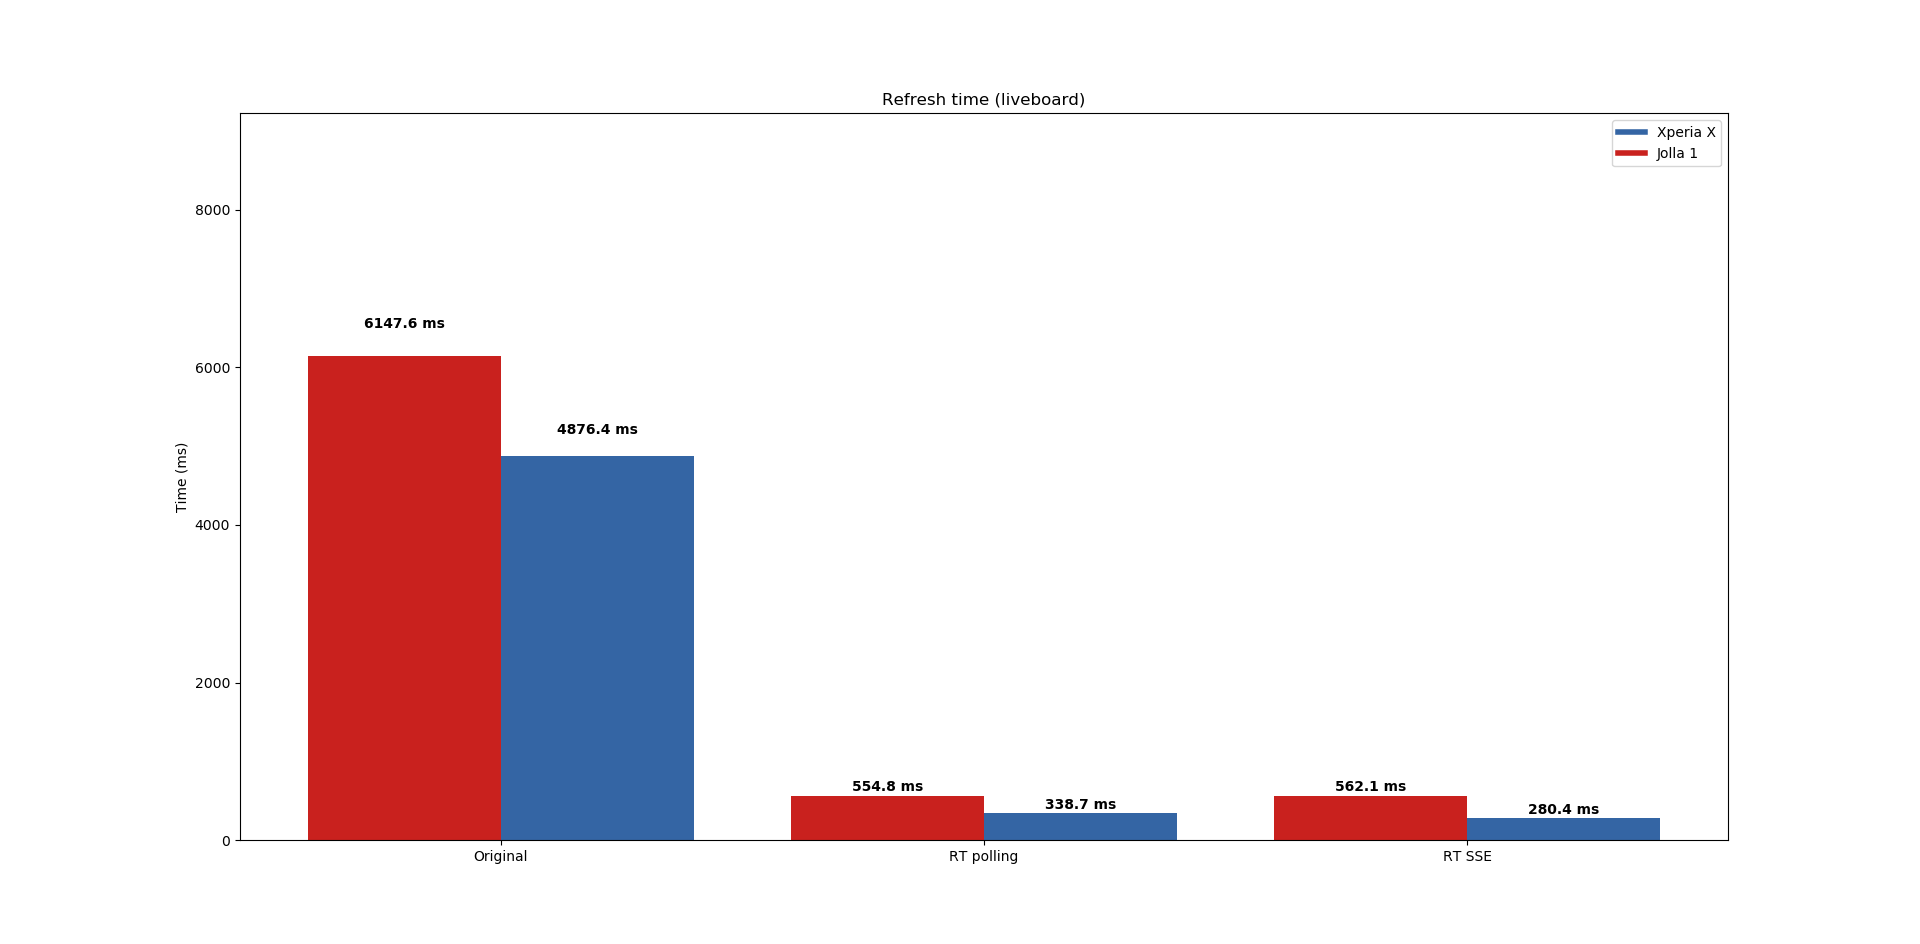 Refresh time (liveboard)
Xperia X
Jolla 1
8000
6000
4000
2000
0
Time (ms)
6147.6 ms
4876.4 ms
554.8 ms
338.7 ms
562.1 ms
280.4 ms
Original
RT polling
RT SSE